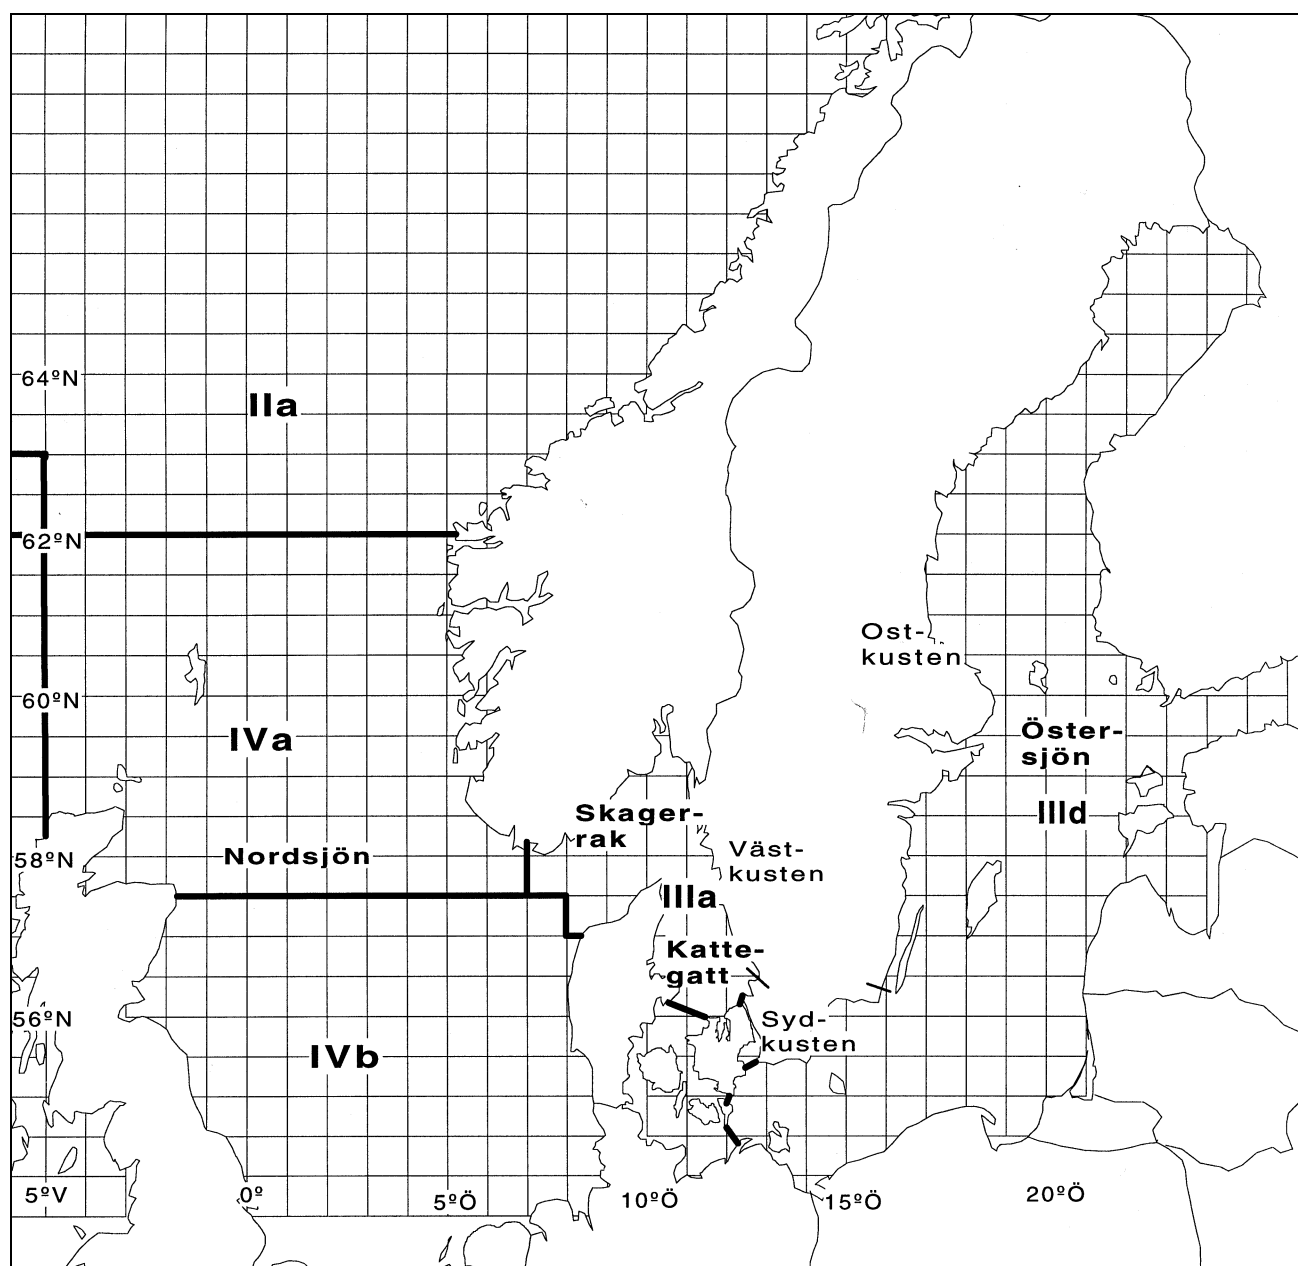 64ºN
IIa
62ºN
Ost-
kusten
60ºN
IVa
Öster-
sjön
Skager-
rak
IIId
58ºN
Nordsjön
Väst-
kusten
IIIa
Katte-
gatt
56ºN
Syd-
kusten
IVb
5ºV
0º
5ºÖ
10ºÖ
15ºÖ
20ºÖ